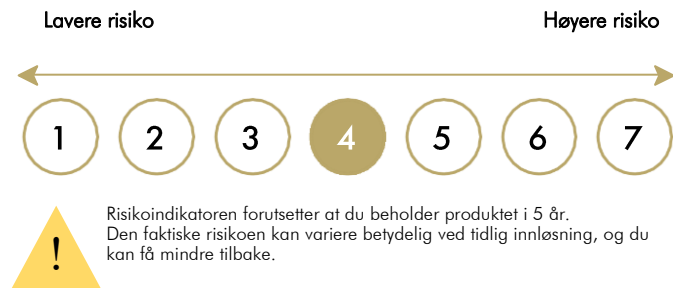 Lavere risiko Høyere risiko
1 2 3 4 5 6 7
! Risikoindikatoren forutsetter at du beholder produktet i 5 år.
Den faktiske risikoen kan variere betydelig ved tidlig innløsning, og du
kan få mindre tilbake.